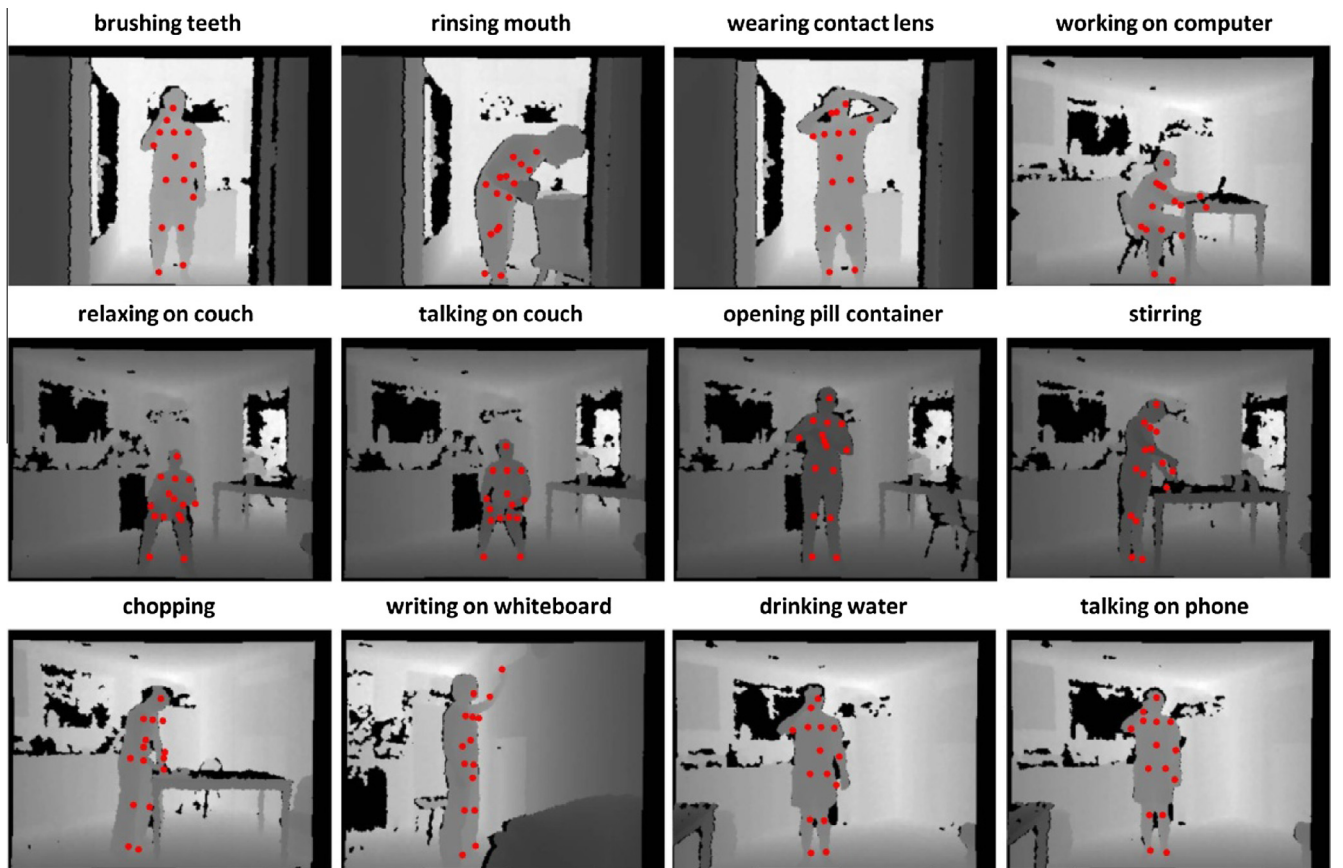 brushing teeth
rinsing mouth
wearing contact lens
working on computer
relaxing on couch
talking on couch
opening pill container
stirring
chopping
writing on whiteboard
drinking water
talking on phone